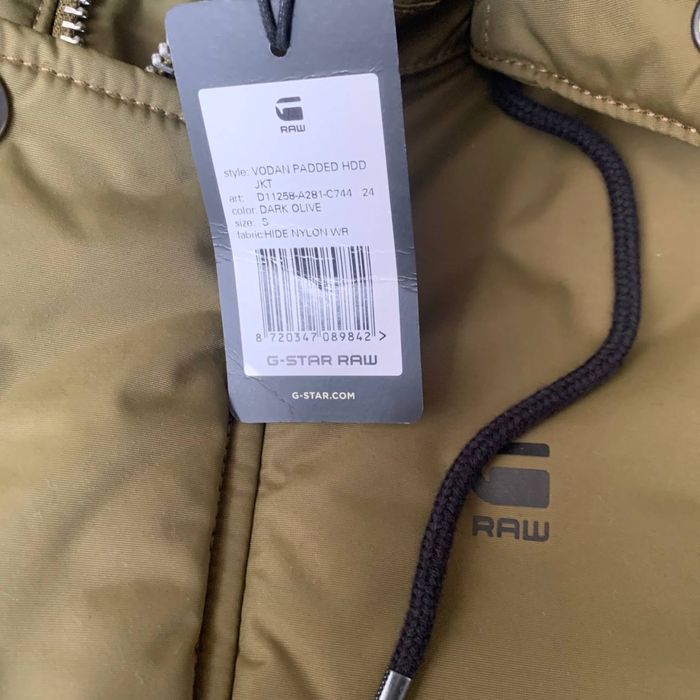 RAW
style: VODAN PADDED HDD
JKT
art: D11258-A281-C744 24
color: DARK OLIVE
size: S
fabric: HIDE NYLON WR
8 720347 089842 >
G-STAR RAW
G-STAR.COM
RAW